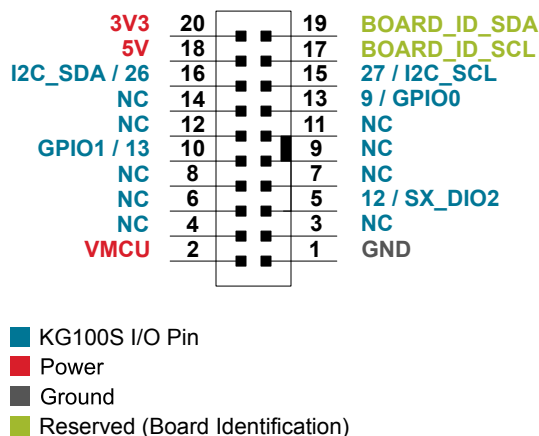 3V3 20 19 BOARD_ID_SDA
5V 18 17 BOARD_ID_SCL
I2C_SDA / 26 16 15 27 / I2C_SCL
NC 14 13 9 / GPIO0
NC 12 11 NC
GPIO1 / 13 10 9 NC
NC 8 7 NC
NC 6 5 12 / SX_DIO2
NC 4 3 NC
VMCU 2 1 GND
KG100S I/O Pin
Power
Ground
Reserved (Board Identification)